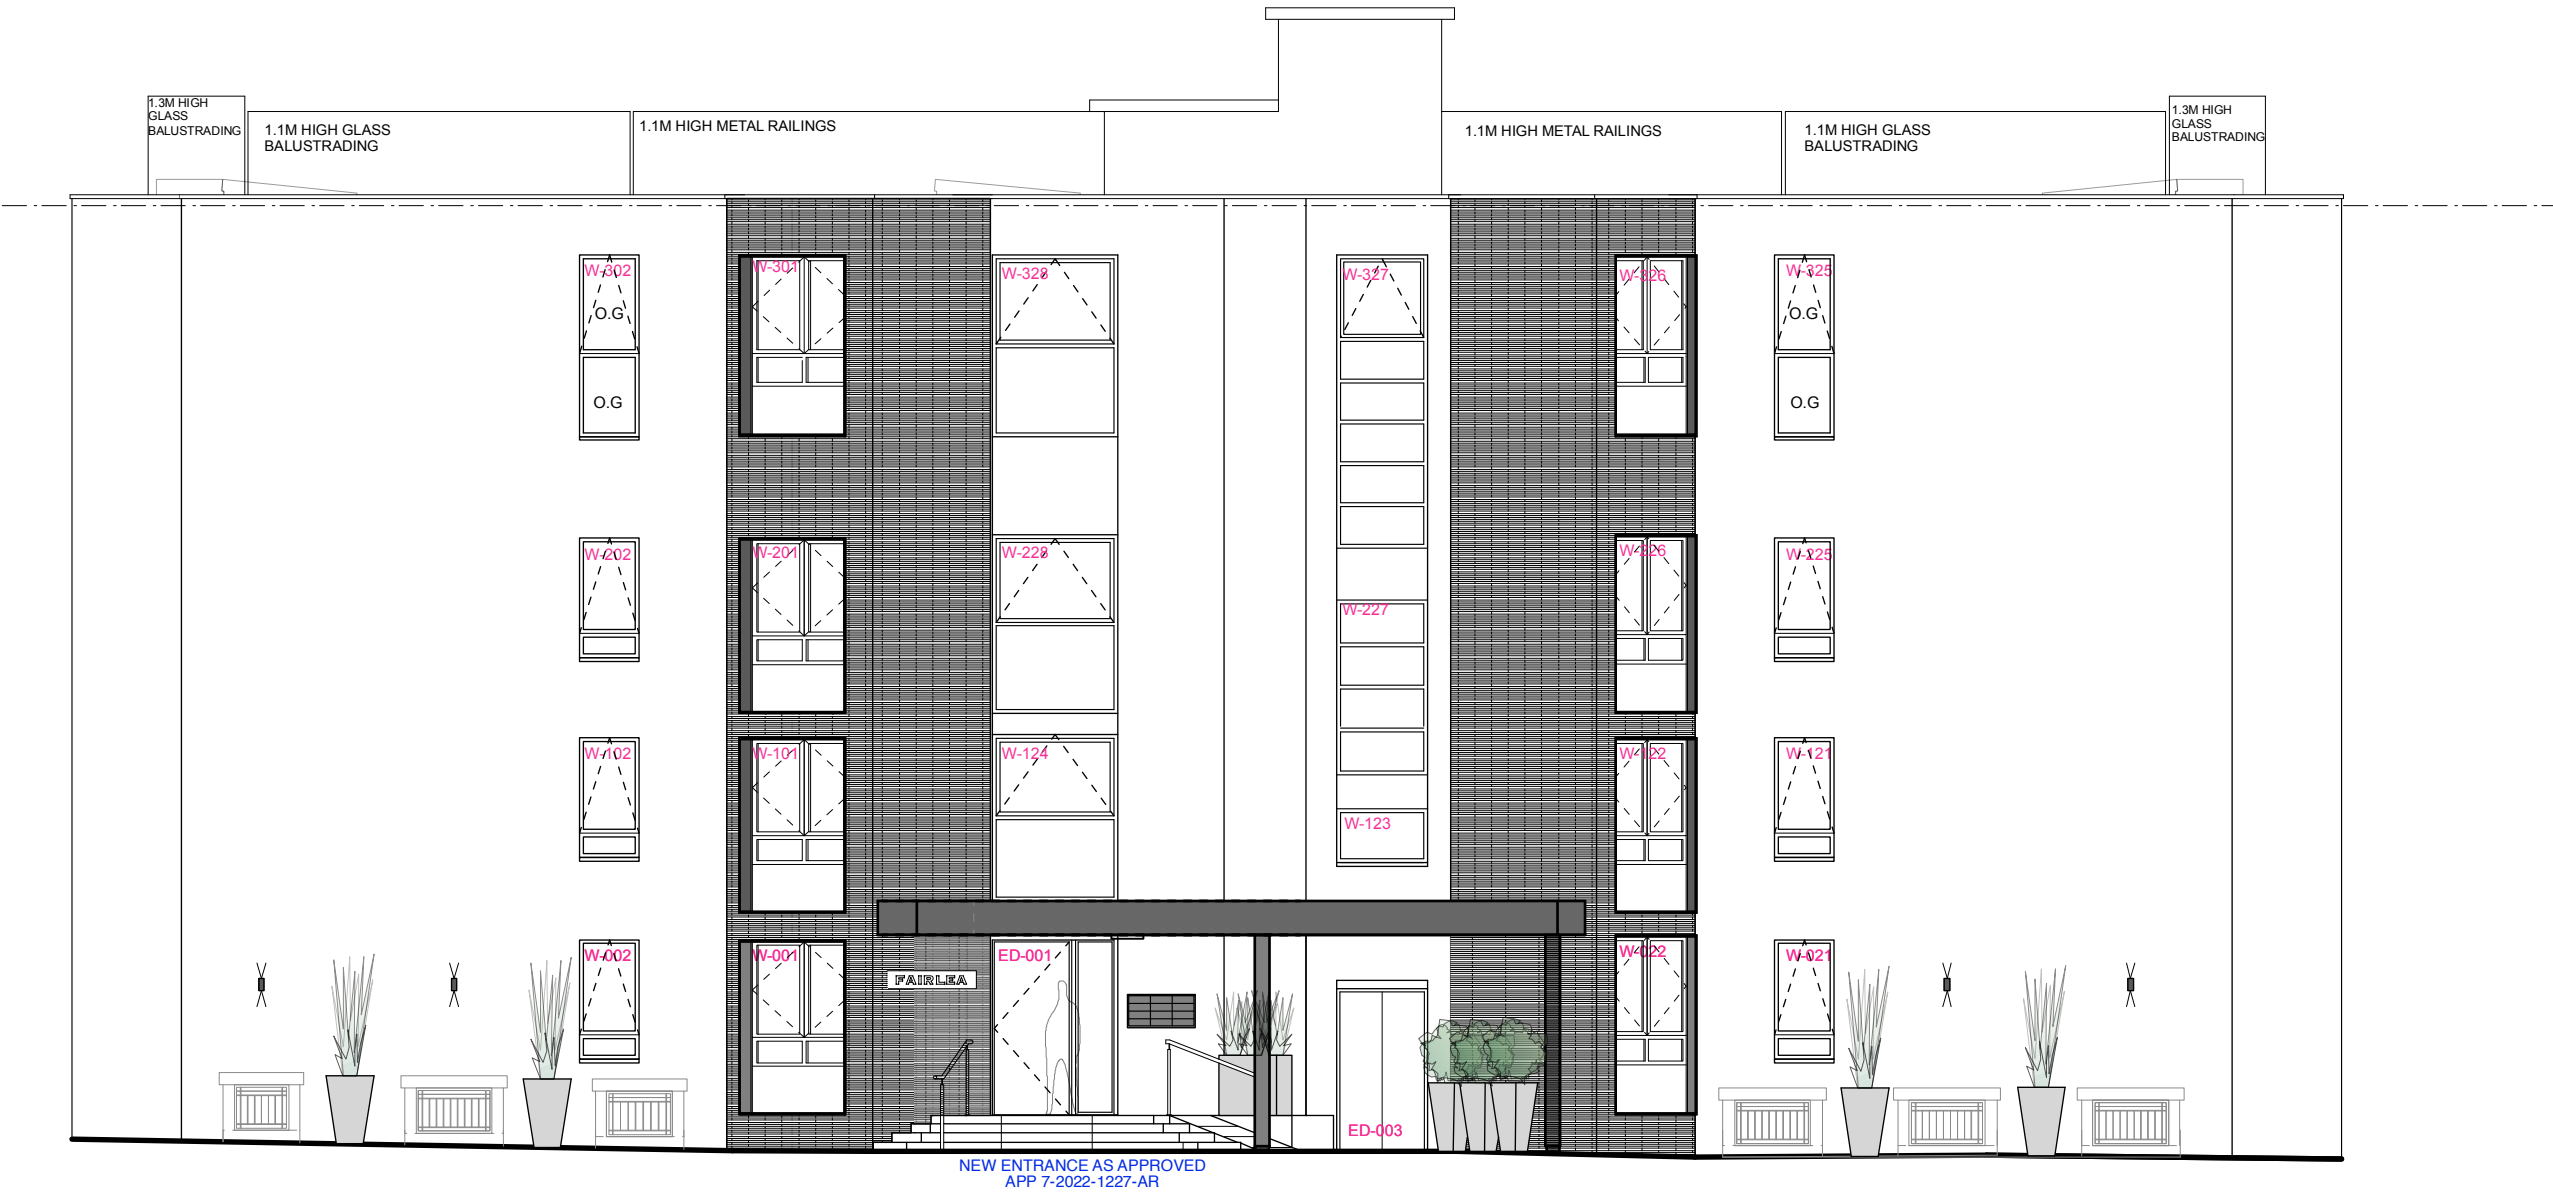 1.3M HIGH
GLASS
BALUSTRADING
1.1M HIGH GLASS
BALUSTRADING
1.1M HIGH METAL RAILINGS
1.1M HIGH METAL RAILINGS
1.1M HIGH GLASS
BALUSTRADING
1.3M HIGH
GLASS
BALUSTRADING
W-302
W-301
W-328
W-327
W-326
W-325
O.G
O.G
O.G
O.G
W-202
W-201
W-228
W-226
W-225
W-227
W-102
W-101
W-124
W-122
W-121
W-123
W-002
W-001
ED-001
W-022
W-021
FAIRLEA
ED-003
NEW ENTRANCE AS APPROVED
APP 7-2022-1227-AR